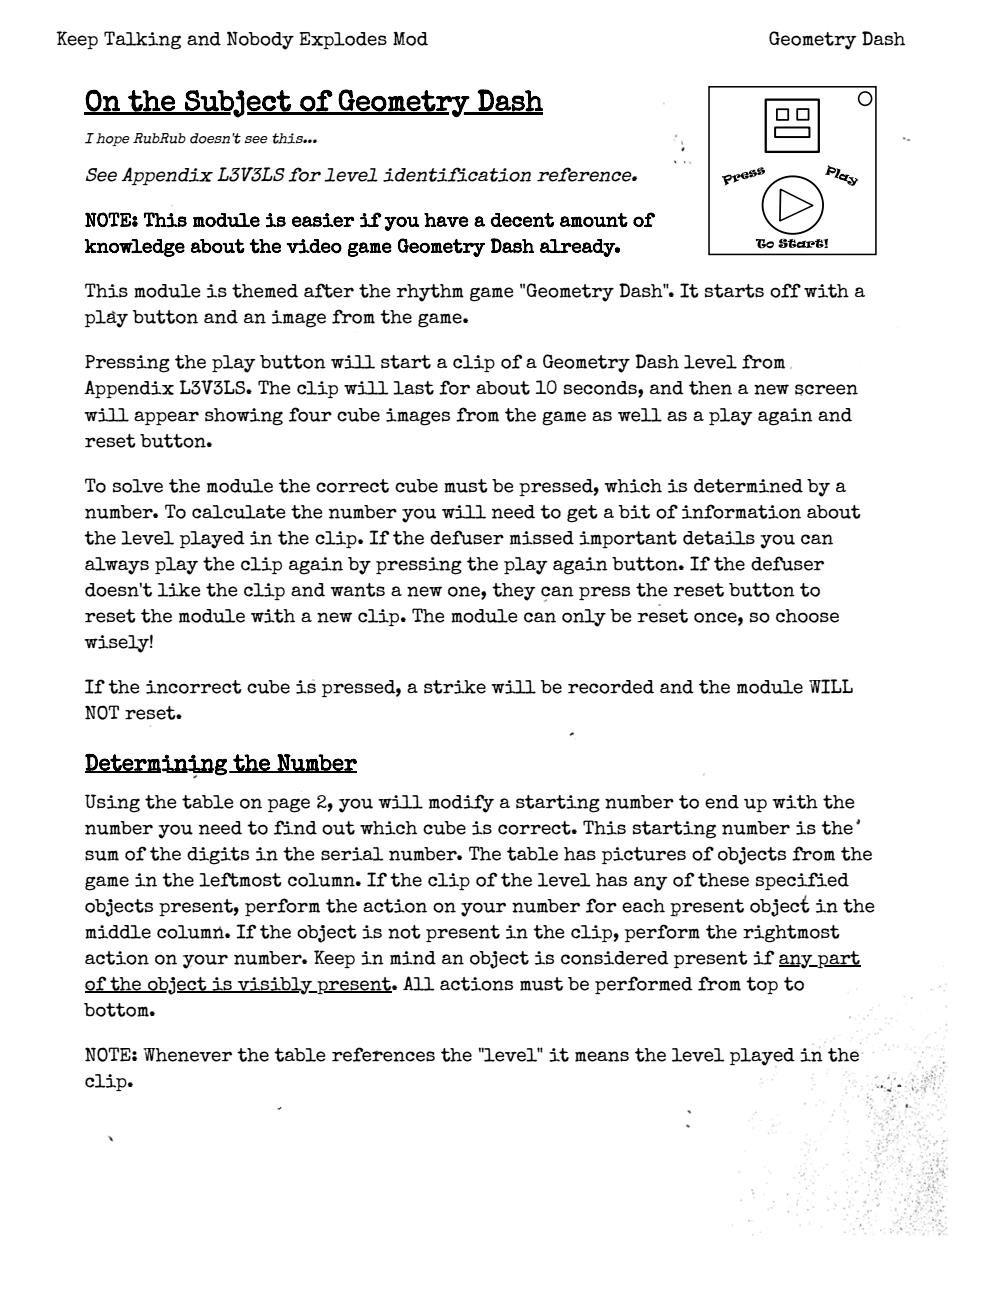 Keep Talking and Nobody Explodes Mod
Geometry Dash
On the Subject of Geometry Dash
I hope RubRub doesn't see this...
See Appendix L3V3LS for level identification reference.
NOTE: This module is easier if you have a decent amount of
knowledge about the video game Geometry Dash already.
Press Play
To Start!
This module is themed after the rhythm game "Geometry Dash". It starts off with a
play button and an image from the game.
Pressing the play button will start a clip of a Geometry Dash level from
Appendix L3V3LS. The clip will last for about 10 seconds, and then a new screen
will appear showing four cube images from the game as well as a play again and
reset button.
To solve the module the correct cube must be pressed, which is determined by a
number. To calculate the number you will need to get a bit of information about
the level played in the clip. If the defuser missed important details you can
always play the clip again by pressing the play again button. If the defuser
doesn't like the clip and wants a new one, they can press the reset button to
reset the module with a new clip. The module can only be reset once, so choose
wisely!
If the incorrect cube is pressed, a strike will be recorded and the module WILL
NOT reset.
Determining the Number
Using the table on page 2, you will modify a starting number to end up with the
number you need to find out which cube is correct. This starting number is the
sum of the digits in the serial number. The table has pictures of objects from the
game in the leftmost column. If the clip of the level has any of these specified
objects present, perform the action on your number for each present object in the
middle column. If the object is not present in the clip, perform the rightmost
action on your number. Keep in mind an object is considered present if any part
of the object is visibly present. All actions must be performed from top to
bottom.
NOTE: Whenever the table references the "level" it means the level played in the
clip.